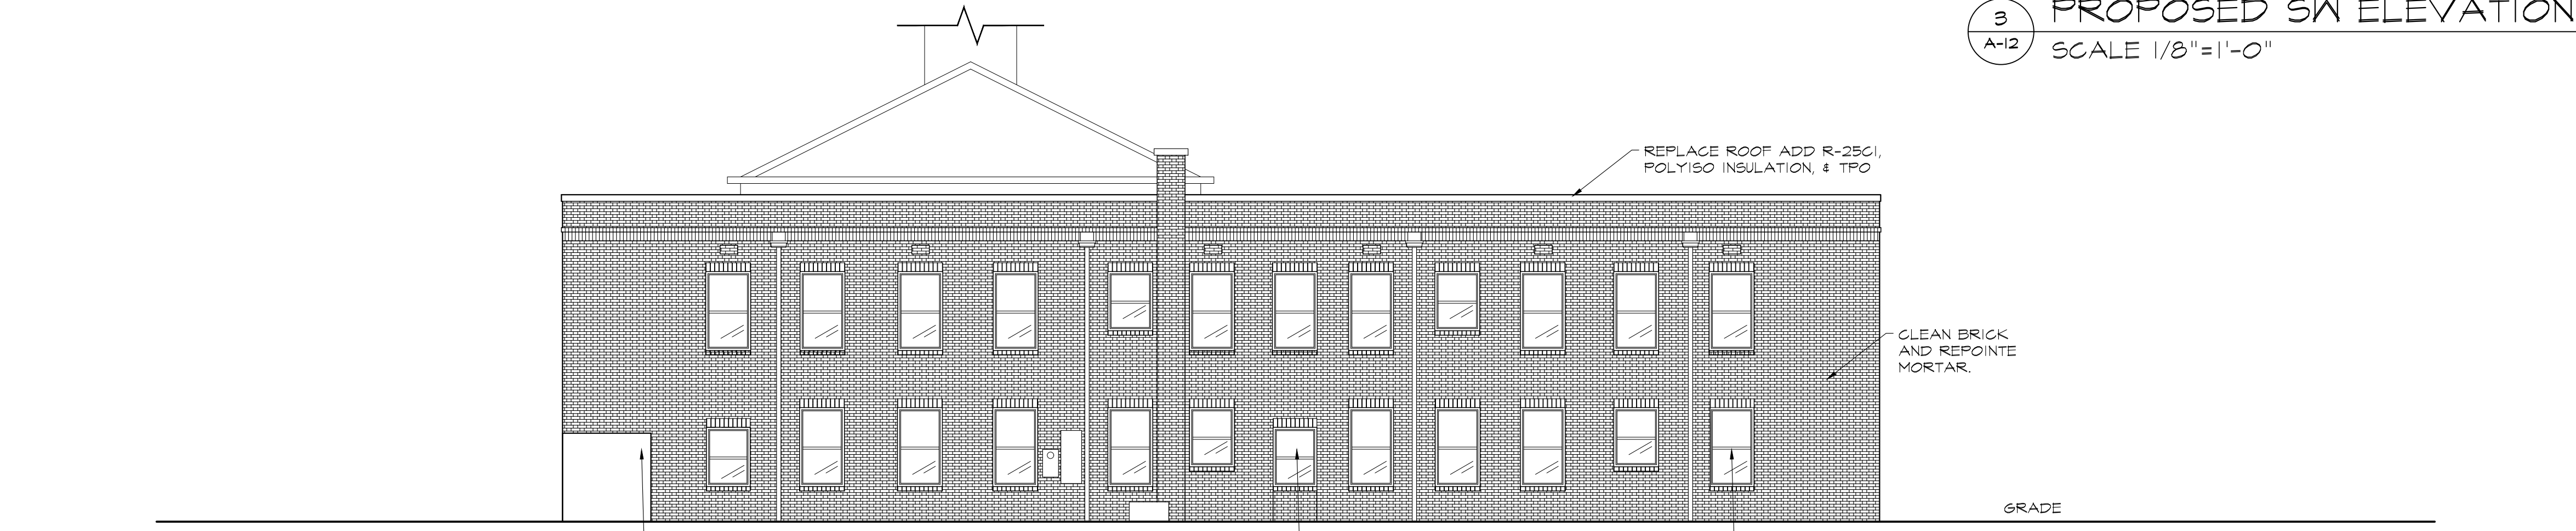 3
A-12
PROPOSED SW ELEVATION
SCALE 1/8"=1'-0"
REPLACE ROOF ADD R-25CI,
POLYISO INSULATION, & TPO
CLEAN BRICK
AND REPOINTE
MORTAR.
GRADE